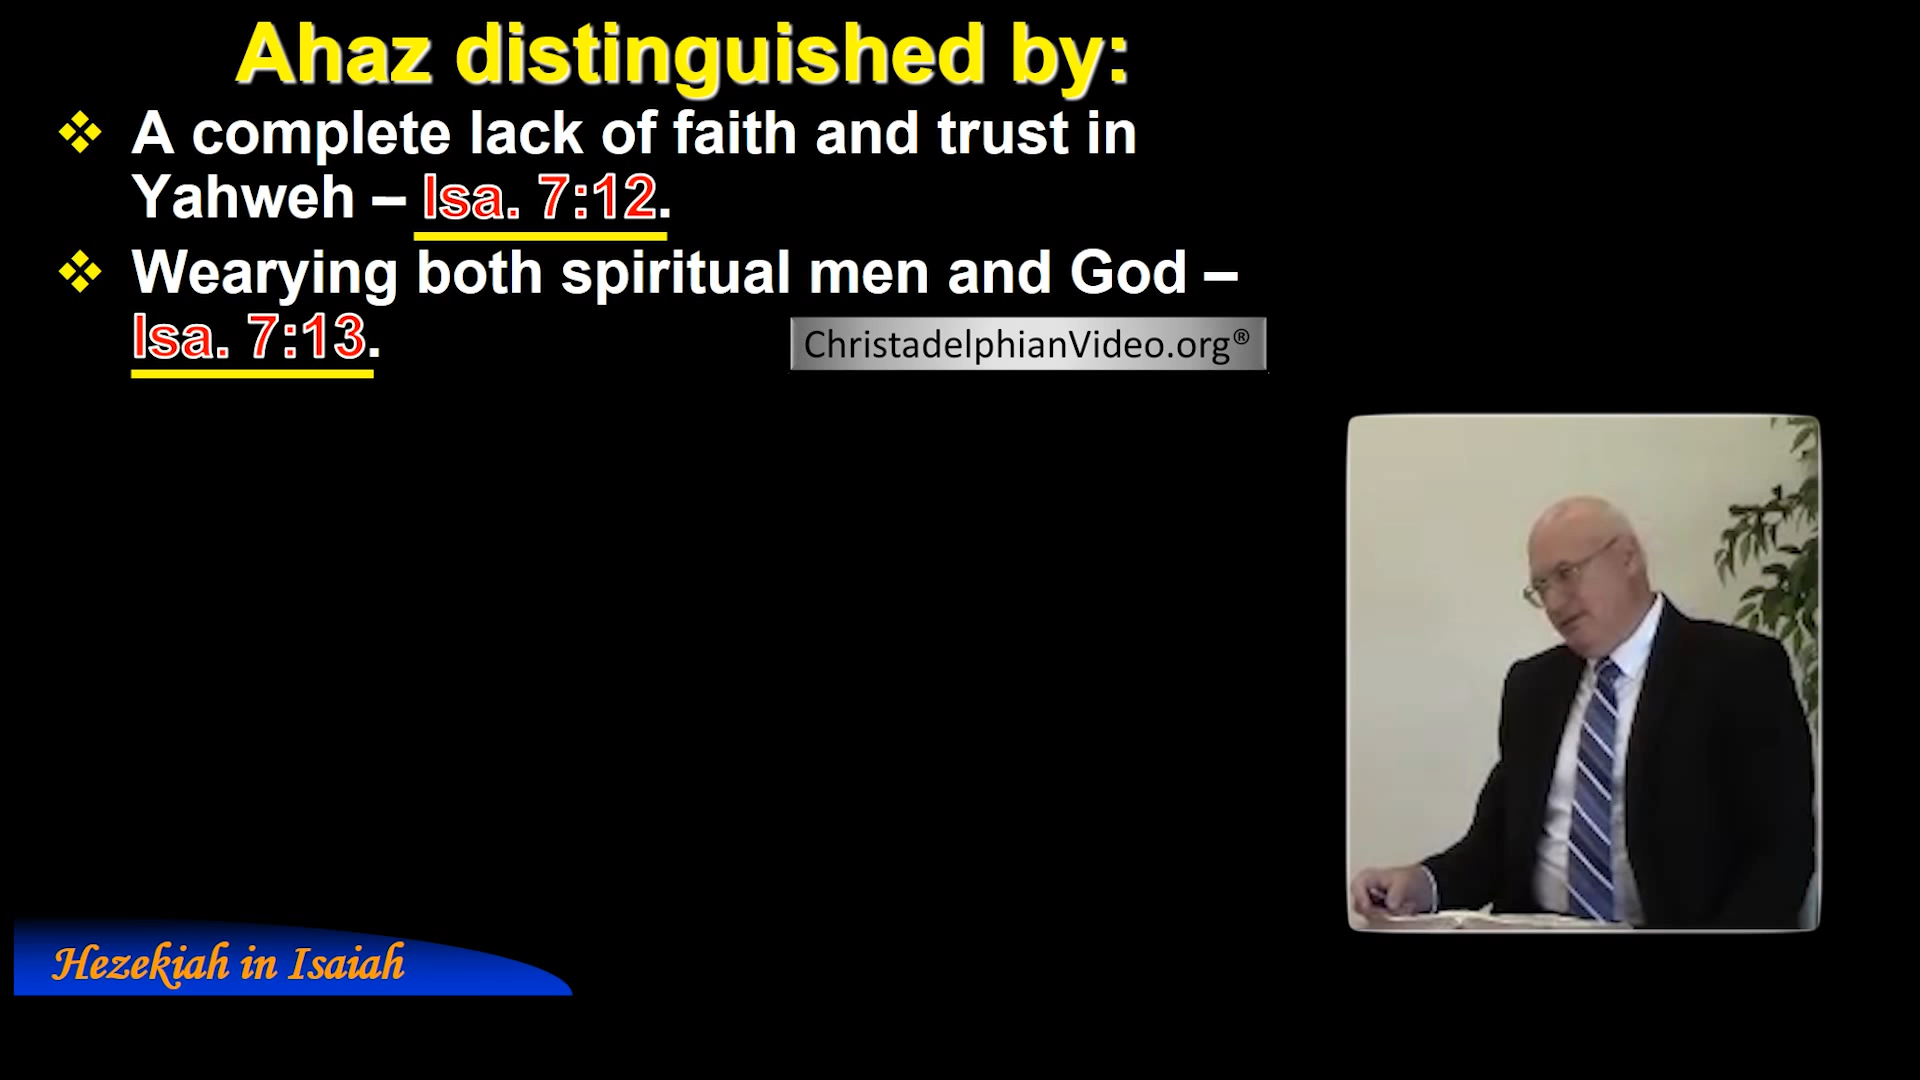 Ahaz distinguished by:
❖ A complete lack of faith and trust in
Yahweh – Isa. 7:12.
❖ Wearying both spiritual men and God –
Isa. 7:13.
ChristadelphianVideo.org®
Hezekiah in Isaiah